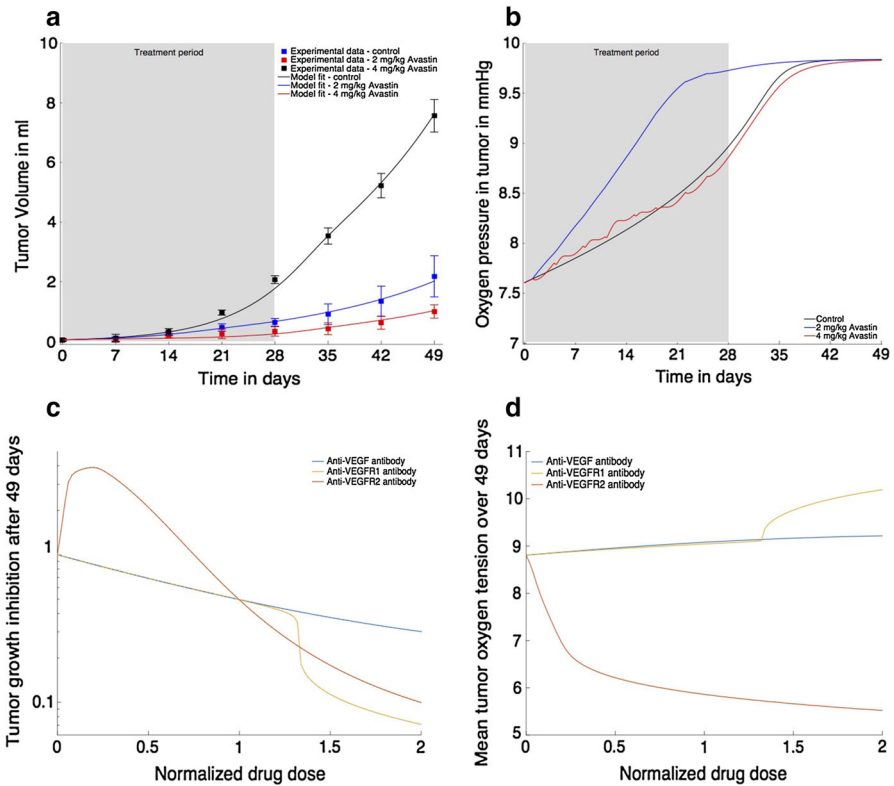 a
10
8
6
4
2
0
Tumor Volume in ml
Treatment period
Experimental data - control
Experimental data - 2 mg/kg Avastin
Experimental data - 4 mg/kg Avastin
Model fit - control
Model fit - 2 mg/kg Avastin
Model fit - 4 mg/kg Avastin
0 7 14 21 28 35 42 49
Time in days
b
10
9.5
9
8.5
8
7.5
7
Oxygen pressure in tumor in mmHg
Treatment period
Control
2 mg/kg Avastin
4 mg/kg Avastin
0 7 14 21 28 35 42 49
Time in days
c
1
0.1
Tumor growth inhibition after 49 days
Anti-VEGF antibody
Anti-VEGFR1 antibody
Anti-VEGFR2 antibody
0 0.5 1 1.5 2
Normalized drug dose
d
11
10
9
8
7
6
5
Mean tumor oxygen tension over 49 days
Anti-VEGF antibody
Anti-VEGFR1 antibody
Anti-VEGFR2 antibody
0 0.5 1 1.5 2
Normalized drug dose